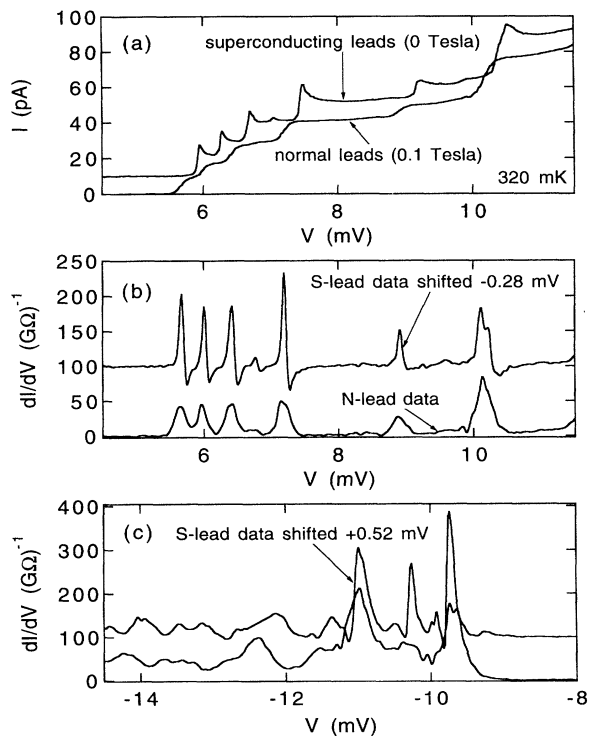 100
(a)
80
superconducting leads (0 Tesla)
I (pA)
60
40
normal leads (0.1 Tesla)
20
320 mK
0
6 8 10
V (mV)
250
(b)
S-lead data shifted -0.28 mV
200
dI/dV (GΩ)⁻¹
150
100
N-lead data
50
0
6 8 10
V (mV)
400
(c)
S-lead data shifted +0.52 mV
300
dI/dV (GΩ)⁻¹
200
100
0
-14 -12 -10 -8
V (mV)